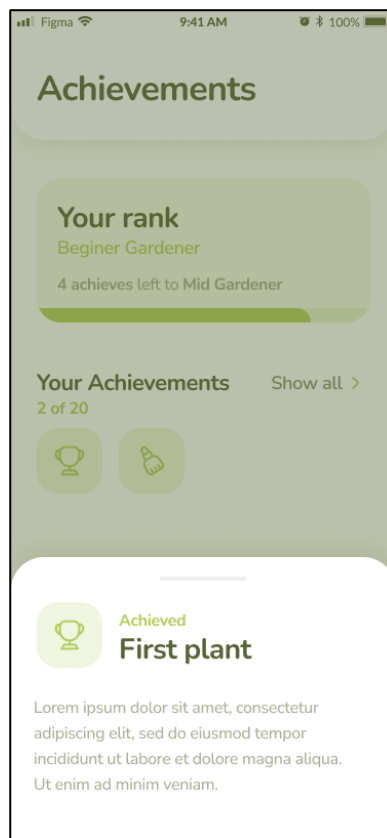 Figma 9:41 AM 100%
Achievements
Your rank
Beginer Gardener
4 achieves left to Mid Gardener
Your Achievements Show all >
2 of 20
Achieved
First plant
Lorem ipsum dolor sit amet, consectetur
adipiscing elit, sed do eiusmod tempor
incididunt ut labore et dolore magna aliqua.
Ut enim ad minim veniam.